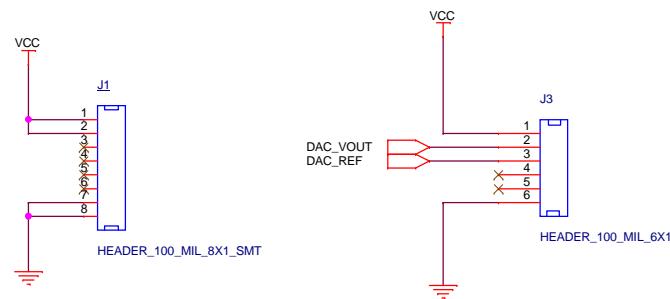 VCC
J1
1
2
3
4
5
6
7
8
HEADER_100_MIL_8X1_SMT
VCC
J3
DAC_VOUT
DAC_REF
1
2
3
4
5
6
HEADER_100_MIL_6X1